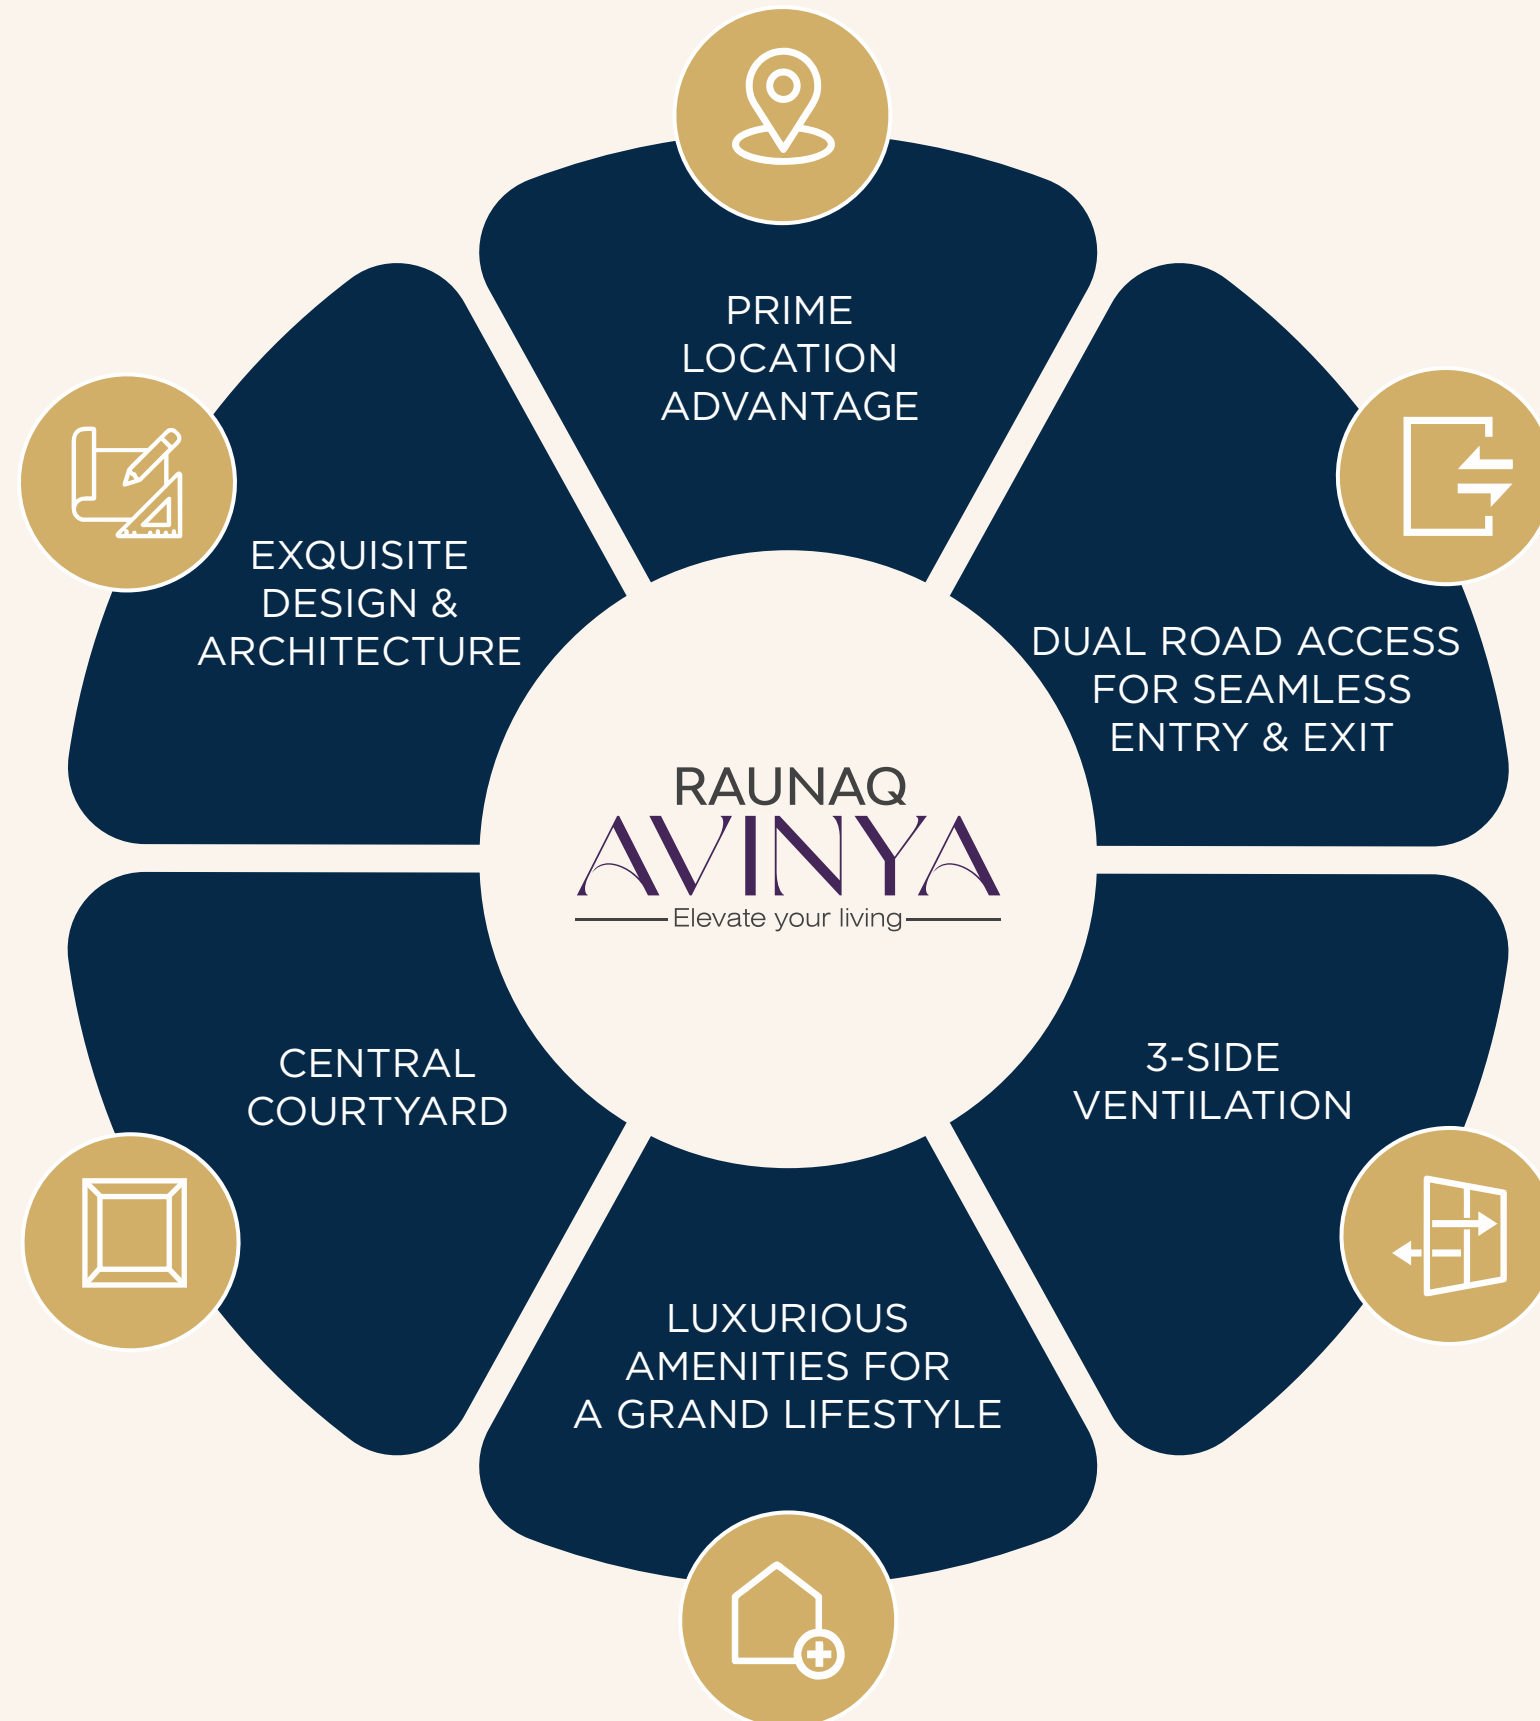 PRIME
LOCATION
ADVANTAGE
EXQUISITE
DESIGN &
ARCHITECTURE
DUAL ROAD ACCESS
FOR SEAMLESS
ENTRY & EXIT
RAUNAQ
AVINYA
Elevate your living
CENTRAL
COURTYARD
3-SIDE
VENTILATION
LUXURIOUS
AMENITIES FOR
A GRAND LIFESTYLE